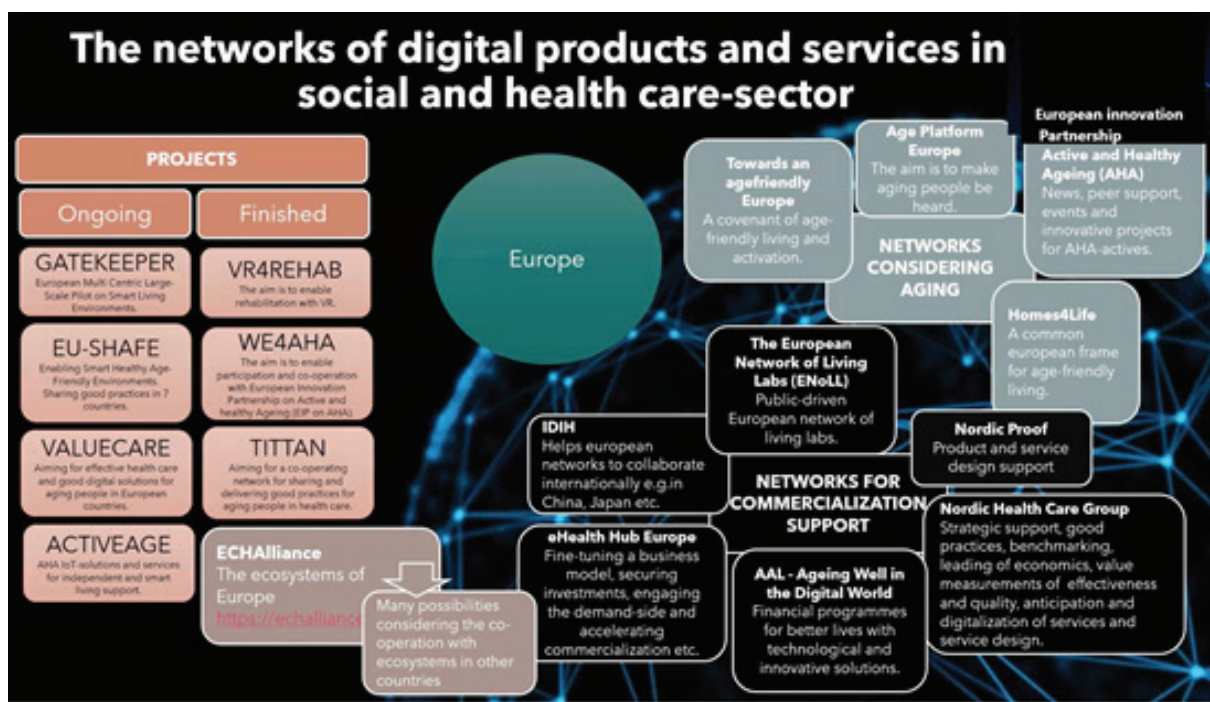 The networks of digital products and services in
social and health care-sector
PROJECTS
Ongoing
Finished
GATEKEEPER
European Multi Centric Large-
Scale Pilot on Smart Living
Environments.
EU-SHAFE
Enabling Smart Healthy Age-
Friendly Environments.
Sharing good practices in 7
countries.
VALUECARE
Aiming for effective health care
and good digital solutions for
aging people in European
countries.
ACTIVEAGE
AHA IoT-solutions and services
for independent and smart
living support.
VR4REHAB
The aim is to enable
rehabilitation with VR.
WE4AHA
The aim is to enable
participation and co-operation
with European Innovation
Partnership on Active and
healthy Ageing (EIP on AHA).
TITTAN
Aiming for a co-operating
network for sharing and
delivering good practices for
aging people in health care.
ECHAlliance
The ecosystems of
Europe
https://echalliance
Many possibilities
considering the co-
operation with
ecosystems in other
countries
Europe
Towards an
agefriendly
Europe
A covenant of age-
friendly living and
activation.
Age Platform
Europe
The aim is to make
aging people be
heard.
European innovation
Partnership
Active and Healthy
Ageing (AHA)
News, peer support,
events and
innovative projects
for AHA-actives.
NETWORKS
CONSIDERING
AGING
Homes4Life
A common
european frame
for age-friendly
living.
The European
Network of Living
Labs (ENoLL)
Public-driven
European network of
living labs.
IDIH
Helps european
networks to collaborate
internationally e.g.in
China, Japan etc.
Nordic Proof
Product and service
design support
NETWORKS FOR
COMMERCIALIZATION
SUPPORT
eHealth Hub Europe
Fine-tuning a business
model, securing
investments, engaging
the demand-side and
accelerating
commercialization etc.
AAL - Ageing Well in
the Digital World
Financial programmes
for better lives with
technological and
innovative solutions.
Nordic Health Care Group
Strategic support, good
practices, benchmarking,
leading of economics, value
measurements of effectiveness
and quality, anticipation and
digitalization of services and
service design.